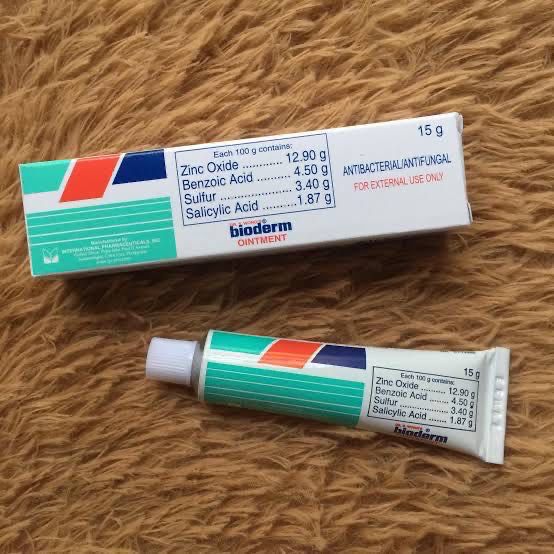 15 g
Each 100 g contains:
Zinc Oxide ............ 12.90 g
Benzoic Acid ......... 4.50 g
Sulfur ..................... 3.40 g
Salicylic Acid ..........1.87 g
ANTIBACTERIAL/ANTIFUNGAL
FOR EXTERNAL USE ONLY
bioderm®
OINTMENT
Manufactured by
INTERNATIONAL PHARMACEUTICALS, INC
15 g
Each 100 g contains:
Zinc Oxide ............ 12.90 g
Benzoic Acid ........ 4.50 g
Sulfur .................... 3.40 g
Salicylic Acid ........ 1.87 g
bioderm